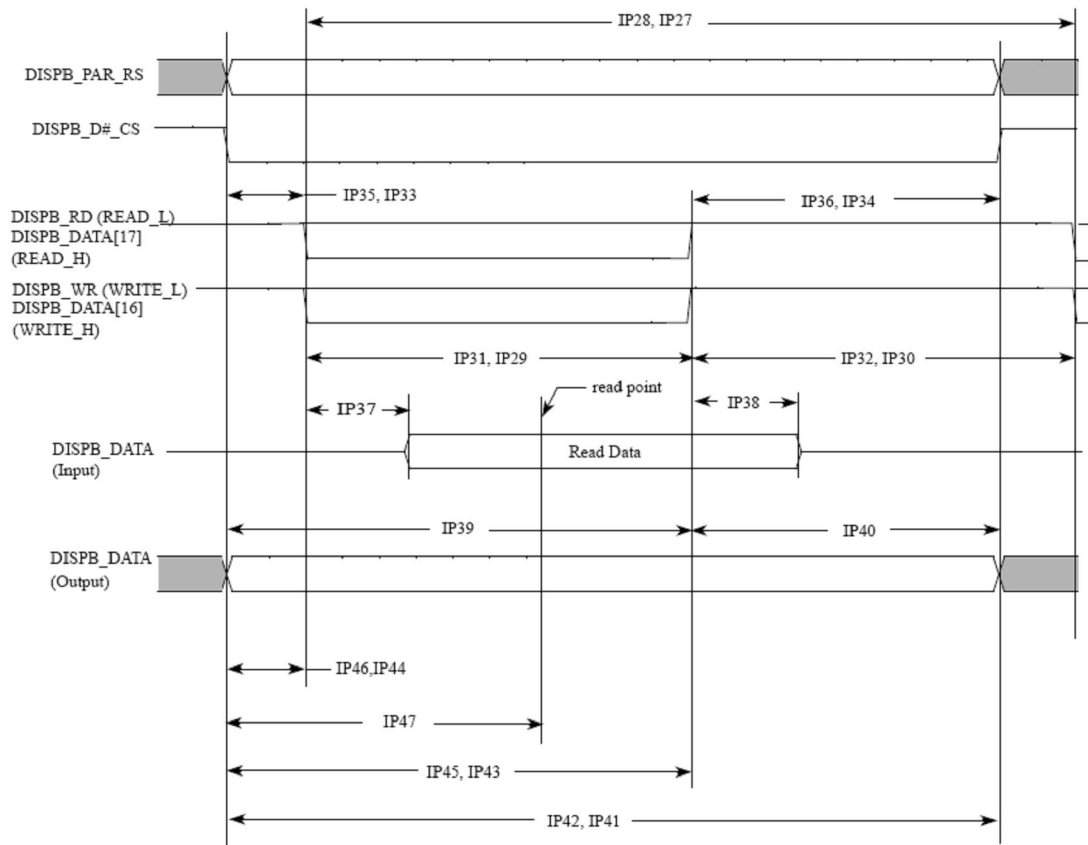 IP28, IP27
DISPB_PAR_RS
DISPB_D#_CS
IP35, IP33
IP36, IP34
DISPB_RD (READ_L)
DISPB_DATA[17]
(READ_H)
DISPB_WR (WRITE_L)
DISPB_DATA[16]
(WRITE_H)
IP31, IP29
IP32, IP30
read point
IP37
IP38
DISPB_DATA
(Input)
Read Data
IP39
IP40
DISPB_DATA
(Output)
IP46,IP44
IP47
IP45, IP43
IP42, IP41